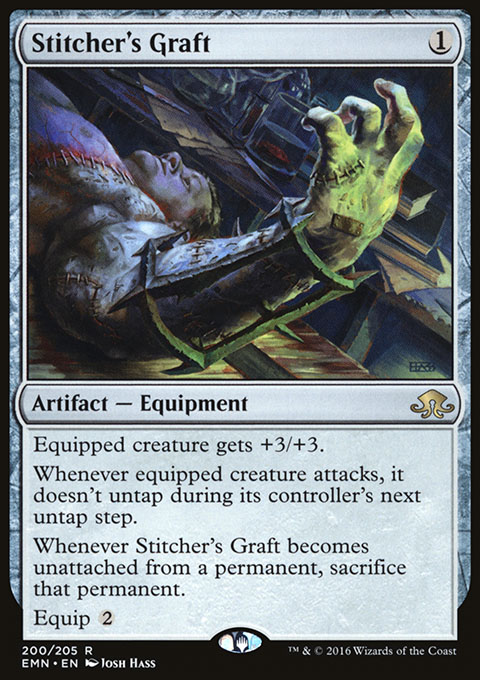 Stitcher's Graft 1
Artifact — Equipment
Equipped creature gets +3/+3.
Whenever equipped creature attacks, it
doesn't untap during its controller's next
untap step.
Whenever Stitcher's Graft becomes
unattached from a permanent, sacrifice
that permanent.
Equip 2
200/205 R
EMN • EN Josh Hass
™ & © 2016 Wizards of the Coast